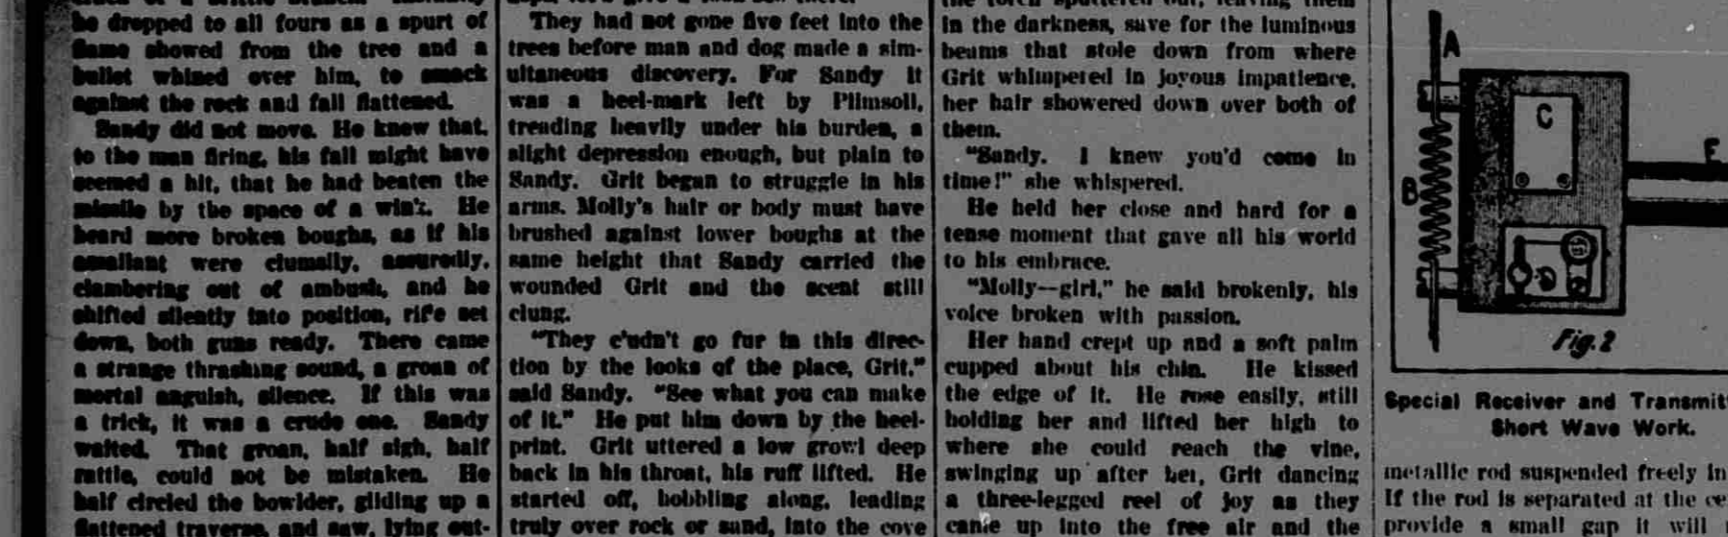 he dropped to all fours as a spurt of
flame showed from the tree and a
bullet whined over him, to smack
against the rock and fall flattened.
Sandy did not move. He knew that,
to the man firing, his fall might have
seemed a hit, that he had beaten the
missile by the space of a wink. He
heard more broken boughs, as if his
assailant were clumsily, assuredly,
clambering out of ambush, and he
shifted silently into position, rifle set
down, both guns ready. There came
a strange thrashing sound, a groan of
mortal anguish, silence. If this was
a trick, it was a crude one. Sandy
waited. That groan, half sigh, half
rattle, could not be mistaken. He
half circled the bowlder, gliding up a
flattened traverse, and saw, lying out-
They had not gone five feet into the
trees before man and dog made a sim-
ultaneous discovery. For Sandy it
was a heel-mark left by Plimsoll,
treading heavily under his burden, a
slight depression enough, but plain to
Sandy. Grit began to struggle in his
arms. Molly's hair or body must have
brushed against lower boughs at the
same height that Sandy carried the
wounded Grit and the scent still
clung.
"They c'udn't go fur in this direc-
tion by the looks of the place, Grit,"
said Sandy. "See what you can make
of it." He put him down by the heel-
print. Grit uttered a low growl deep
back in his throat, his ruff lifted. He
started off, hobbling along, leading
truly over rock or sand, into the cove
in the darkness, save for the luminous
beams that stole down from where
Grit whimpered in joyous impatience,
her hair showered down over both of
them.
"Sandy. I knew you'd come in
time!" she whispered.
He held her close and hard for a
tense moment that gave all his world
to his embrace.
"Molly—girl," he said brokenly, his
voice broken with passion.
Her hand crept up and a soft palm
cupped about his chin. He kissed
the edge of it. He rose easily, still
holding her and lifted her high to
where she could reach the vine,
swinging up after her, Grit dancing
a three-legged reel of joy as they
came up into the free air and the
A
C
B
Fig. 2
Special Receiver and Transmit
Short Wave Work.
metallic rod suspended freely in
If the rod is separated at the ce
provide a small gap it will